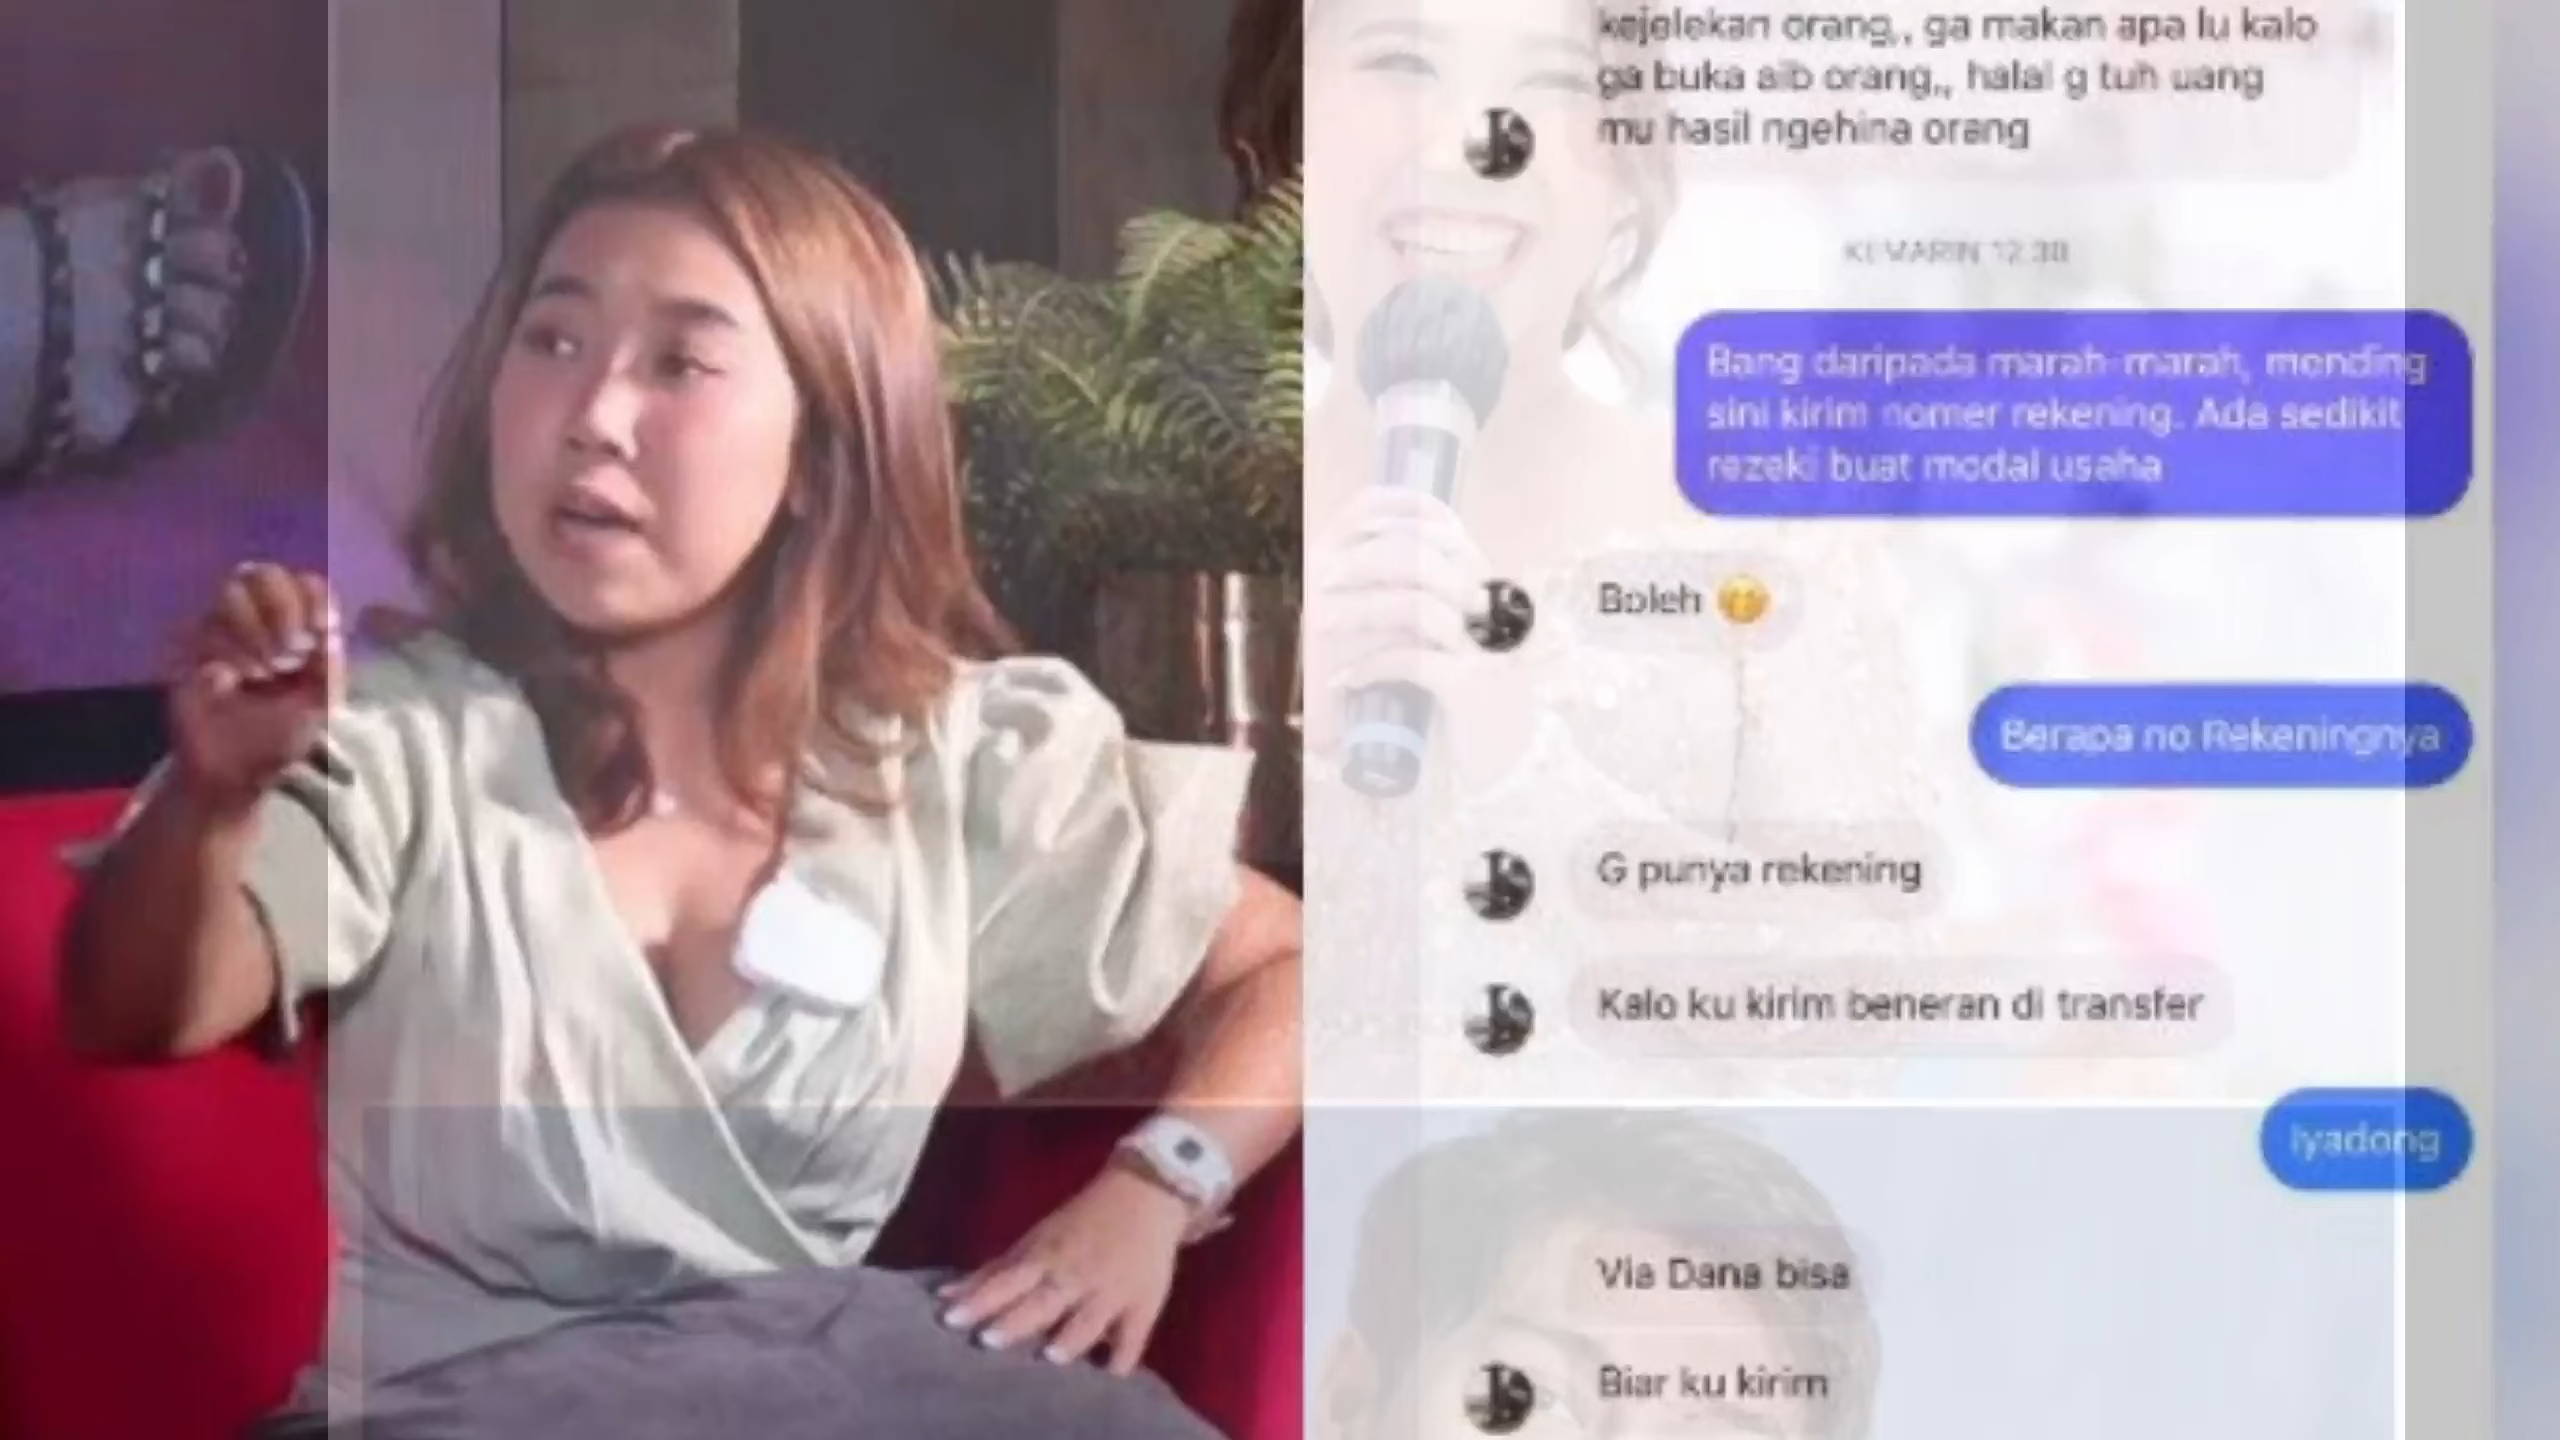 kejelekan orang,, ga makan apa lu kalo
ga buka aib orang,, halal g tuh uang
mu hasil ngehina orang
KEMARIN 12.38
Bang daripada marah-marah, mending
sini kirim nomer rekening. Ada sedikit
rezeki buat modal usaha
Boleh 🤭
Berapa no Rekeningnya
G punya rekening
Kalo ku kirim beneran di transfer
Iyadong
Via Dana bisa
Biar ku kirim